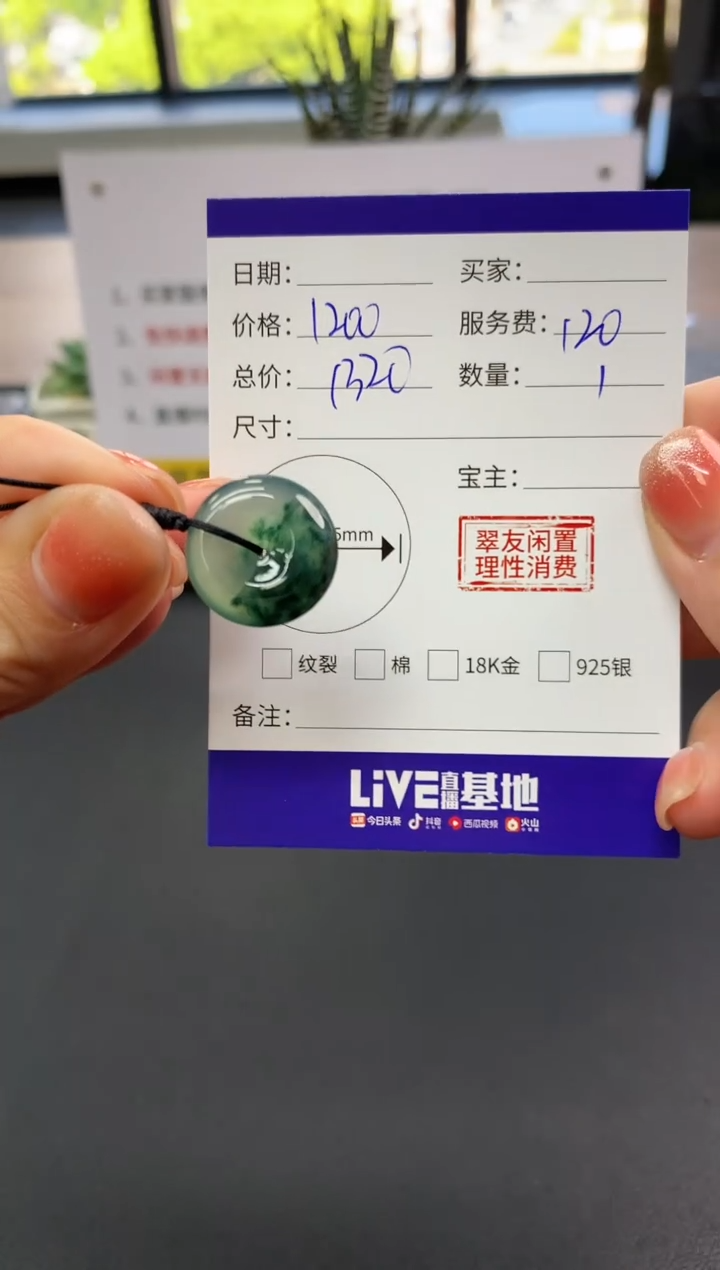 日期: 买家:
价格: 1200 服务费: 120
总价: 1320 数量: 1
尺寸:
宝主:
5mm
翠友闲置
理性消费
纹裂 棉 18K金 925银
备注:
LiVE直播基地
今日头条 抖音 西瓜视频 火山